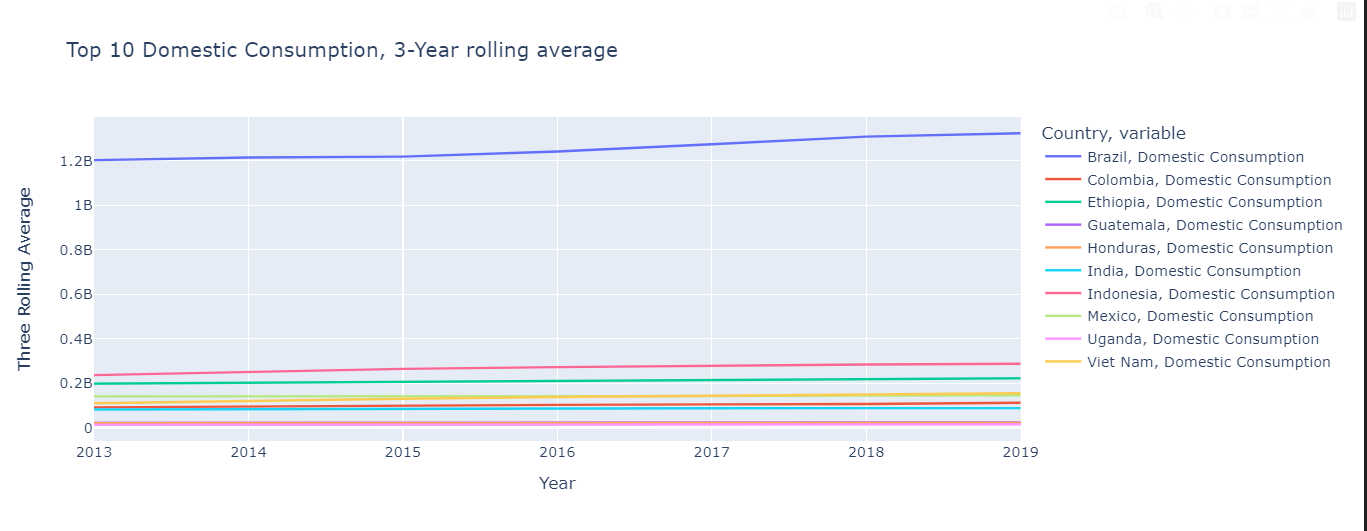 Top 10 Domestic Consumption, 3-Year rolling average
Three Rolling Average
1.2B
1B
0.8B
0.6B
0.4B
0.2B
0
2013
2014
2015
2016
2017
2018
2019
Year
Country, variable
Brazil, Domestic Consumption
Colombia, Domestic Consumption
Ethiopia, Domestic Consumption
Guatemala, Domestic Consumption
Honduras, Domestic Consumption
India, Domestic Consumption
Indonesia, Domestic Consumption
Mexico, Domestic Consumption
Uganda, Domestic Consumption
Viet Nam, Domestic Consumption